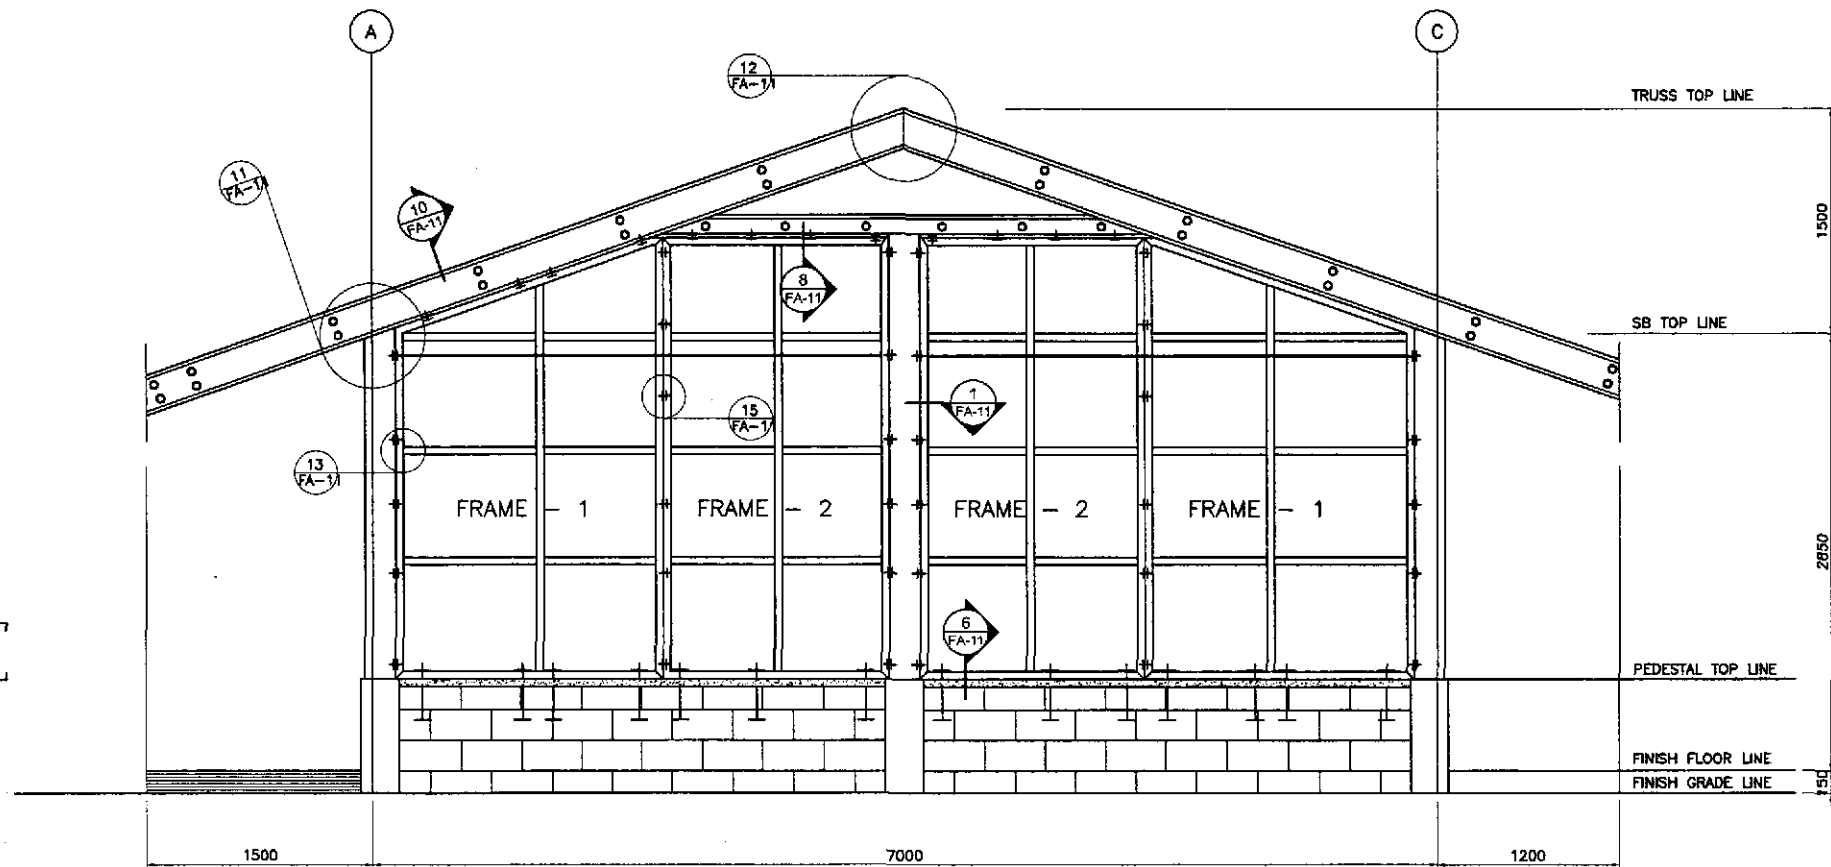 A
C
12
FA-11
TRUSS TOP LINE
11
FA-11
10
FA-11
1500
8
FA-11
SB TOP LINE
1
FA-11
15
FA-11
13
FA-11
FRAME - 1
FRAME - 2
FRAME - 2
FRAME - 1
2850
6
FA-11
PEDESTAL TOP LINE
FINISH FLOOR LINE
FINISH GRADE LINE
150
1500
7000
1200